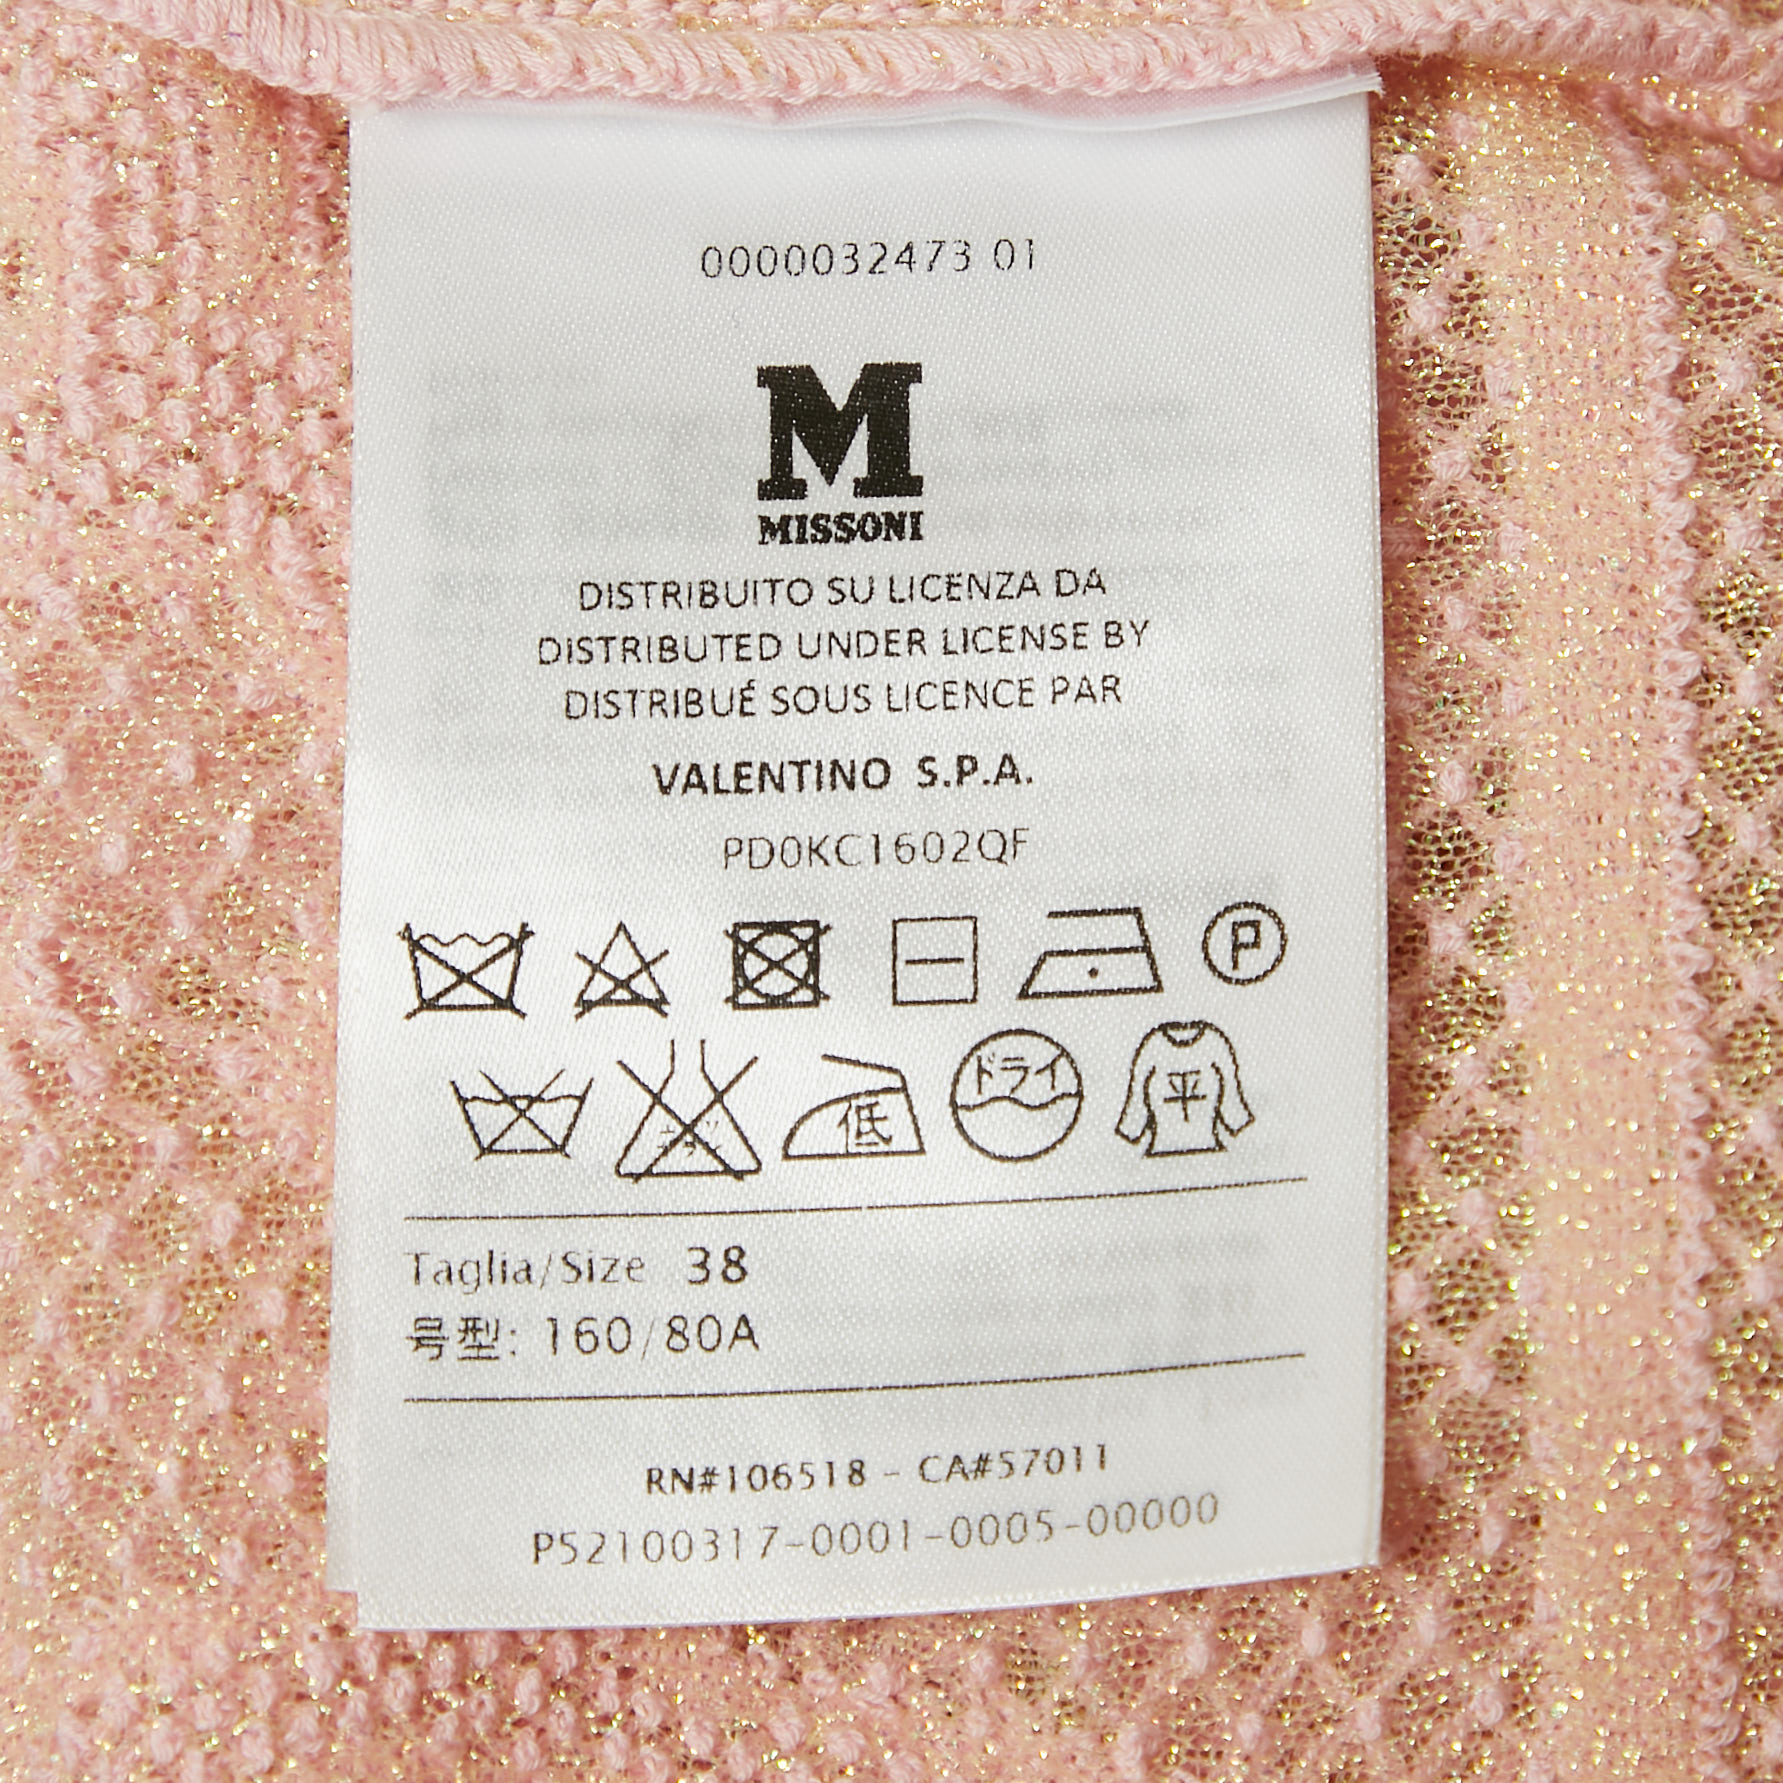 0000032473 01
M
MISSONI
DISTRIBUITO SU LICENZA DA
DISTRIBUTED UNDER LICENSE BY
DISTRIBUÉ SOUS LICENCE PAR
VALENTINO S.P.A.
PD0KC1602QF
P
低 ドライ 平
Taglia/Size 38
号型: 160/80A
RN#106518 - CA#57011
P52100317-0001-0005-00000